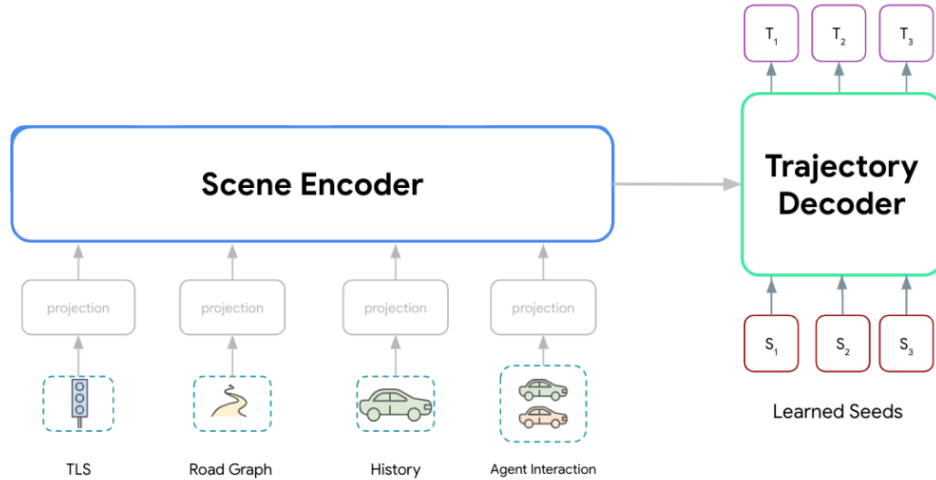 T1
T2
T3
Scene Encoder
Trajectory
Decoder
projection
projection
projection
projection
S1
S2
S3
Learned Seeds
TLS
Road Graph
History
Agent Interaction